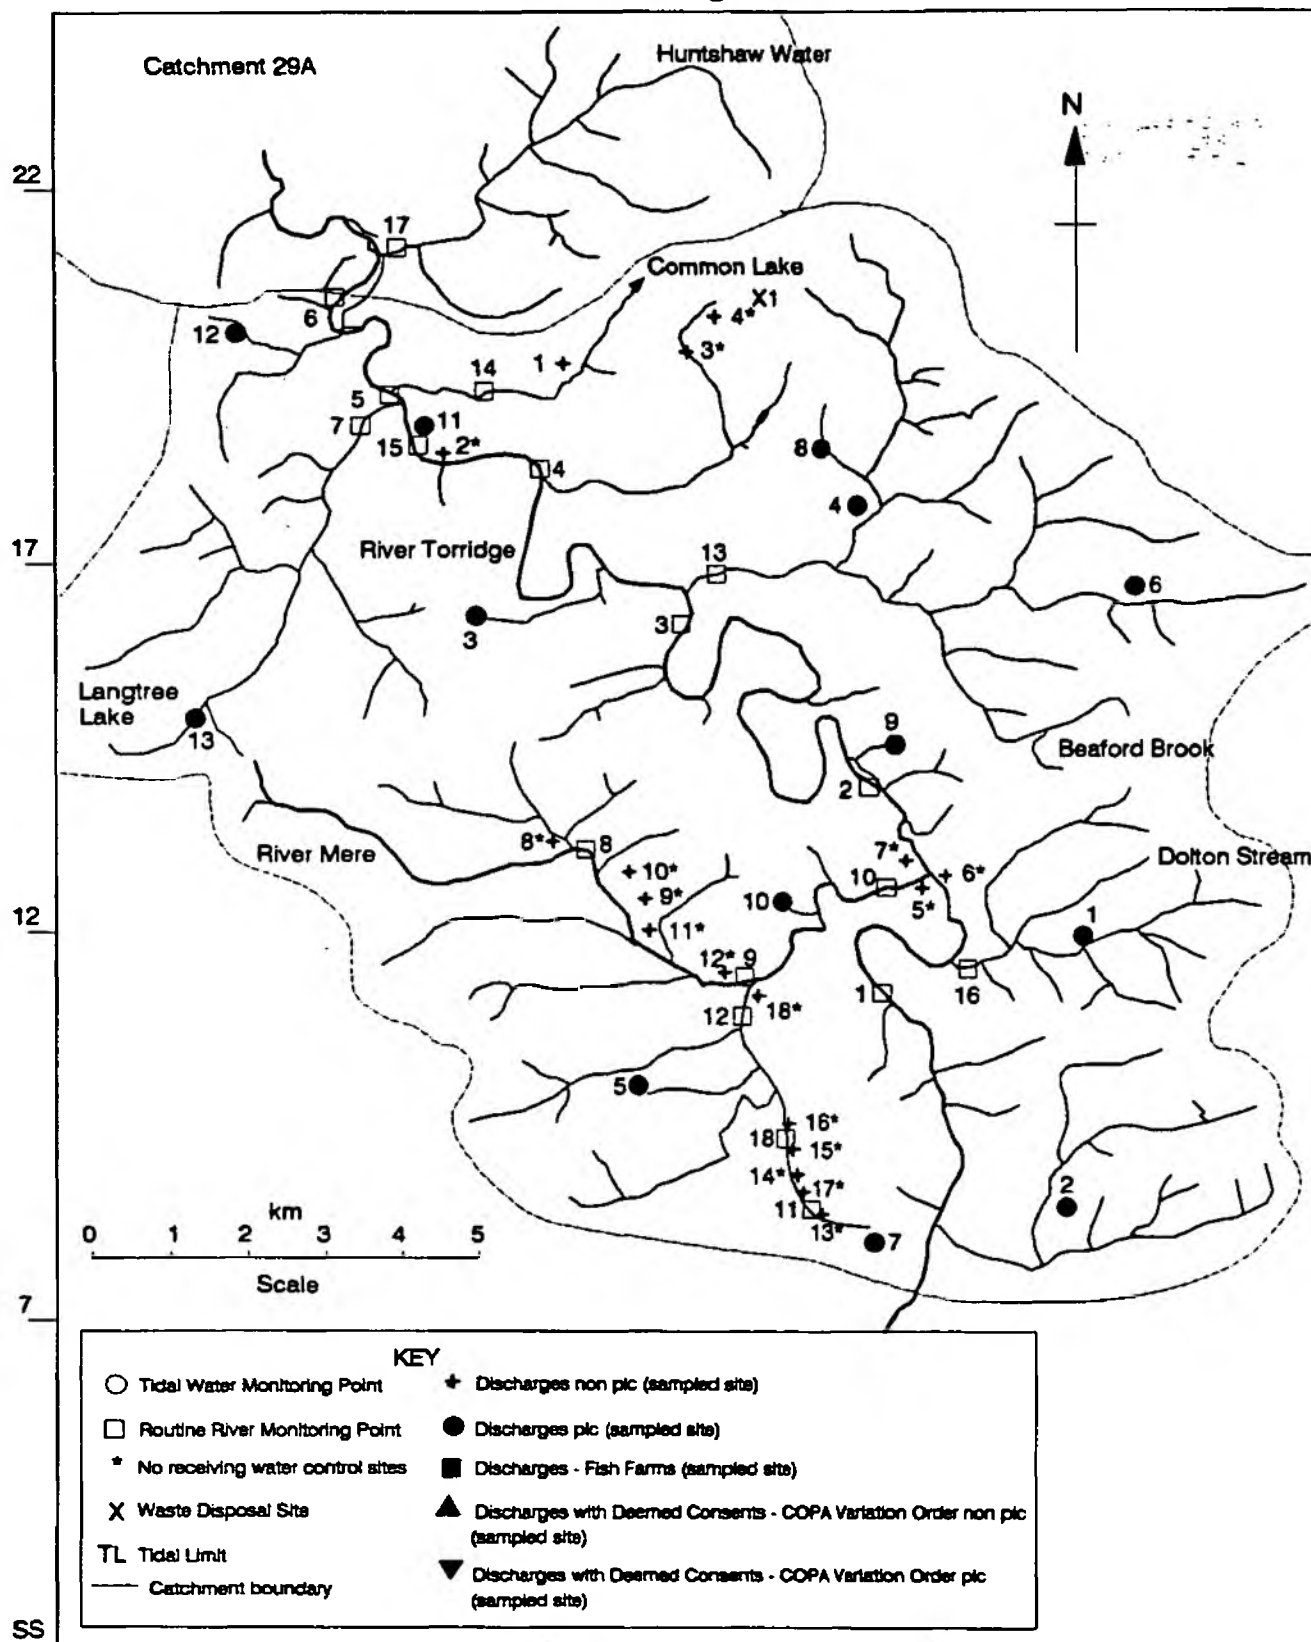 Catchment 29A
Huntshaw Water
N
22
17
Common Lake
1
4*
3*
6
12
1
14
5
7
11
15
2*
4
8
4
17
River Torridge
13
6
3
3
Langtree
Lake
13
9
Beaford Brook
2
River Mere
8*
8
10*
9*
7*
6*
Dolton Stream
10
5*
10
12
11*
1
12*
9
1
16
18*
12
5
16*
18
15*
14*
17*
2
11
13*
7
km
0
1
2
3
4
5
Scale
7
KEY
Tidal Water Monitoring Point
Discharges non plc (sampled site)
Routine River Monitoring Point
Discharges plc (sampled site)
* No receiving water control sites
Discharges - Fish Farms (sampled site)
X Waste Disposal Site
Discharges with Deemed Consents - COPA Variation Order non plc
(sampled site)
TL Tidal Limit
Catchment boundary
Discharges with Deemed Consents - COPA Variation Order plc
(sampled site)
SS